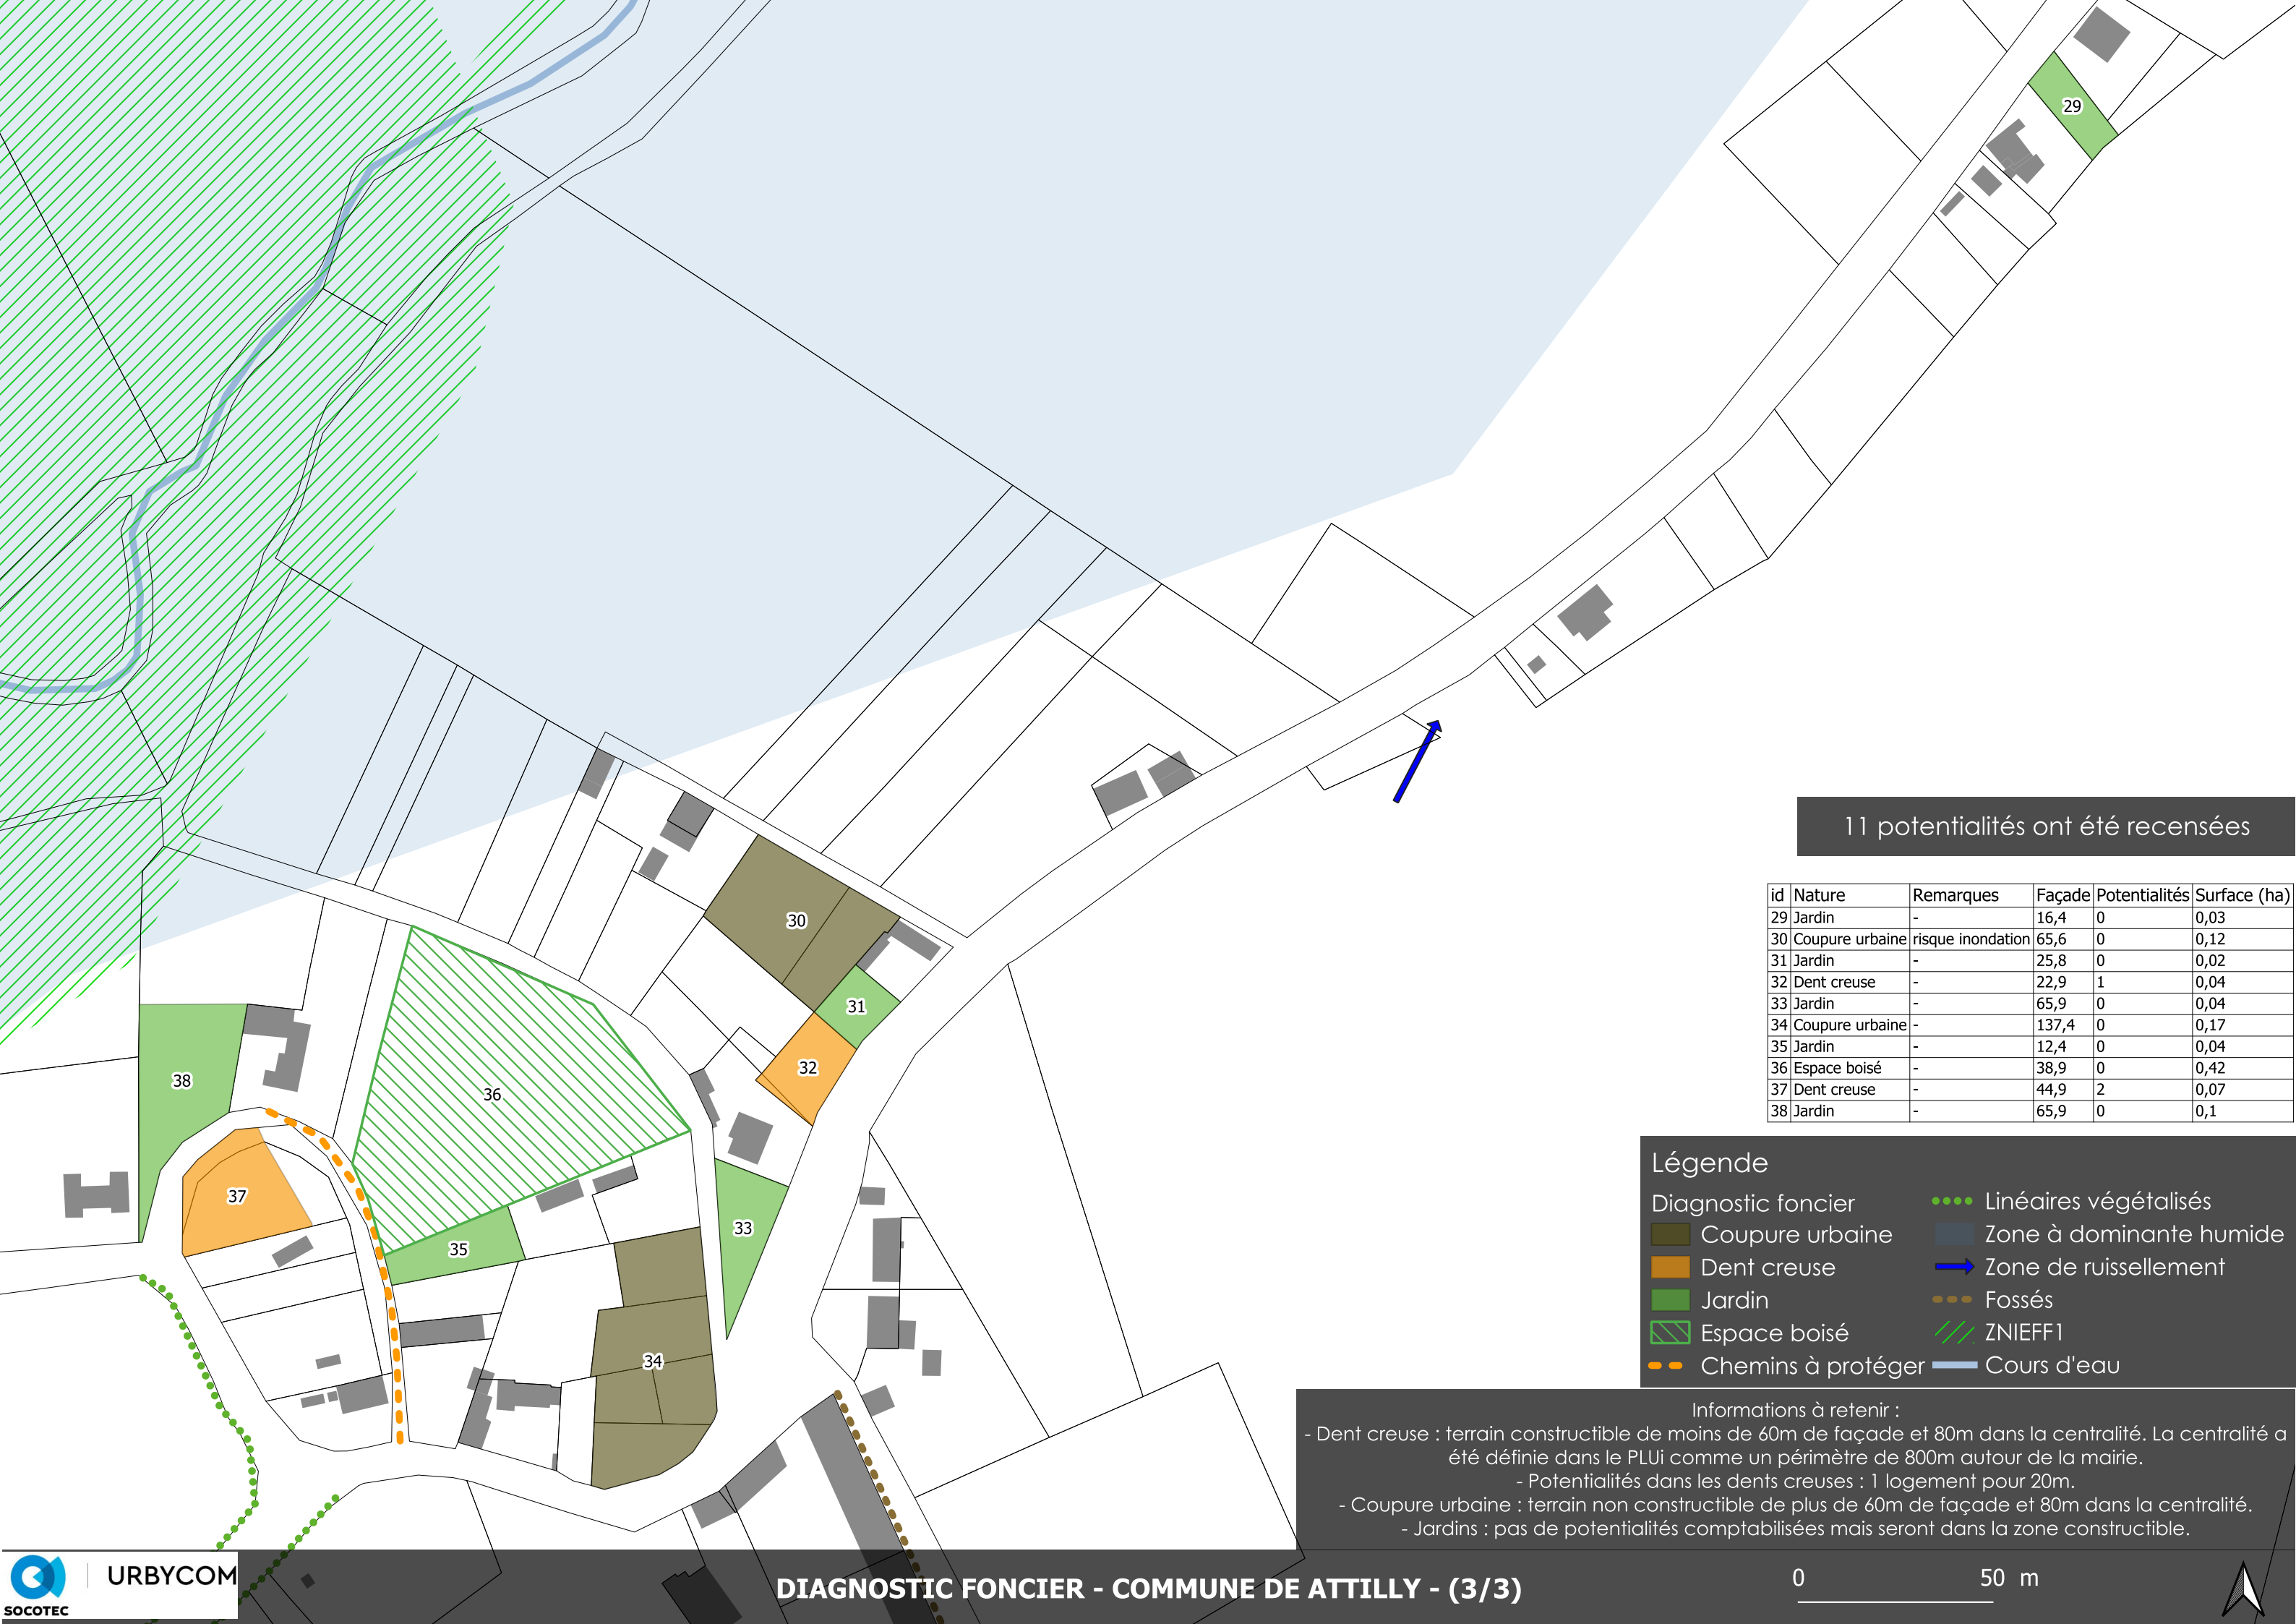 29
30
31
32
33
34
35
36
37
38
11 potentialités ont été recensées
id Nature Remarques Façade Potentialités Surface (ha)
29 Jardin - 16,4 0 0,03
30 Coupure urbaine risque inondation 65,6 0 0,12
31 Jardin - 25,8 0 0,02
32 Dent creuse - 22,9 1 0,04
33 Jardin - 65,9 0 0,04
34 Coupure urbaine - 137,4 0 0,17
35 Jardin - 12,4 0 0,04
36 Espace boisé - 38,9 0 0,42
37 Dent creuse - 44,9 2 0,07
38 Jardin - 65,9 0 0,1
Légende
Diagnostic foncier
Coupure urbaine
Dent creuse
Jardin
Espace boisé
Chemins à protéger
Linéaires végétalisés
Zone à dominante humide
Zone de ruissellement
Fossés
ZNIEFF1
Cours d'eau
Informations à retenir :
- Dent creuse : terrain constructible de moins de 60m de façade et 80m dans la centralité. La centralité a
été définie dans le PLUi comme un périmètre de 800m autour de la mairie.
- Potentialités dans les dents creuses : 1 logement pour 20m.
- Coupure urbaine : terrain non constructible de plus de 60m de façade et 80m dans la centralité.
- Jardins : pas de potentialités comptabilisées mais seront dans la zone constructible.
SOCOTEC
URBYCOM
DIAGNOSTIC FONCIER - COMMUNE DE ATTILLY - (3/3)
0 50 m